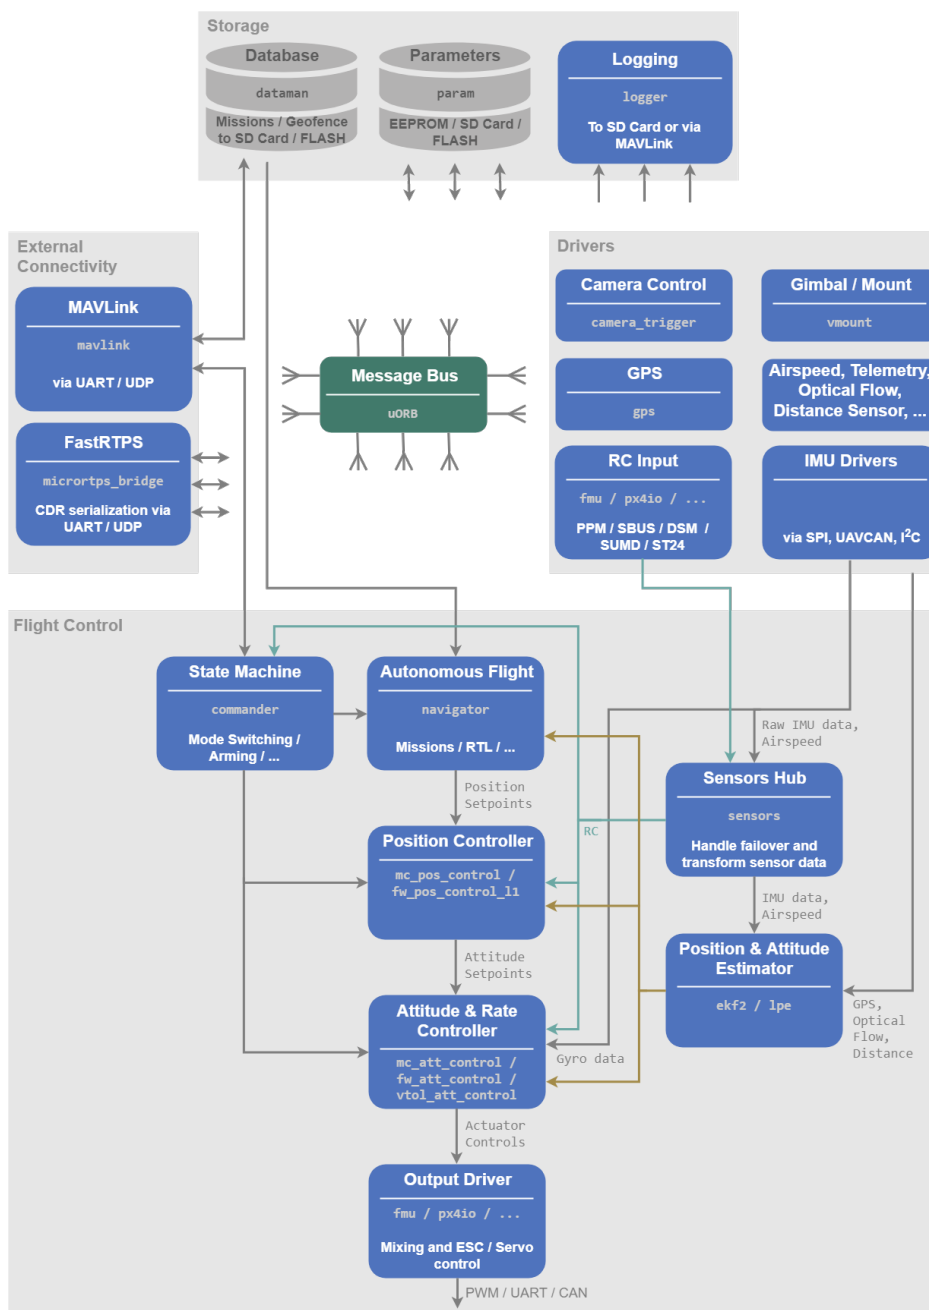 Storage
Database
dataman
Missions / Geofence
to SD Card / FLASH
Parameters
param
EEPROM / SD Card /
FLASH
Logging
logger
To SD Card or via
MAVLink
External
Connectivity
MAVLink
mavlink
via UART / UDP
FastRTPS
micrortps_bridge
CDR serialization via
UART / UDP
Message Bus
uORB
Drivers
Camera Control
camera_trigger
Gimbal / Mount
vmount
GPS
gps
Airspeed, Telemetry,
Optical Flow,
Distance Sensor, ...
RC Input
fmu / px4io / ...
PPM / SBUS / DSM /
SUMD / ST24
IMU Drivers
via SPI, UAVCAN, I²C
Flight Control
State Machine
commander
Mode Switching /
Arming / ...
Autonomous Flight
navigator
Missions / RTL / ...
Raw IMU data,
Airspeed
Sensors Hub
sensors
Handle failover and
transform sensor data
Position
Setpoints
RC
Position Controller
mc_pos_control /
fw_pos_control_l1
IMU data,
Airspeed
Attitude
Setpoints
Position & Attitude
Estimator
ekf2 / lpe
GPS,
Optical
Flow,
Distance
Attitude & Rate
Controller
mc_att_control /
fw_att_control /
vtol_att_control
Gyro data
Actuator
Controls
Output Driver
fmu / px4io / ...
Mixing and ESC / Servo
control
PWM / UART / CAN